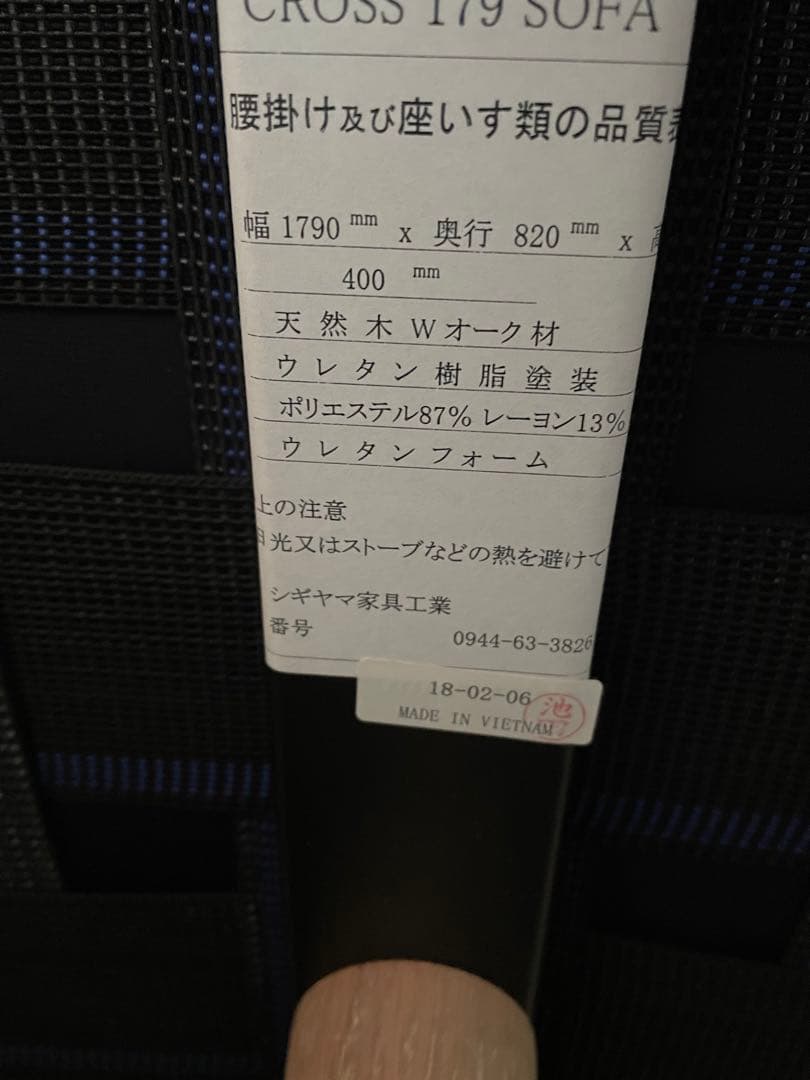 CROSS 179 SOFA
腰掛け及び座いす類の品質表
幅 1790 mm x 奥行 820 mm x 高
400 mm
天然木Wオーク材
ウレタン樹脂塗装
ポリエステル87% レーヨン13%
ウレタンフォーム
上の注意
日光又はストーブなどの熱を避けて
シギヤマ家具工業
番号 0944-63-3826
18-02-06
MADE IN VIETNAM
池